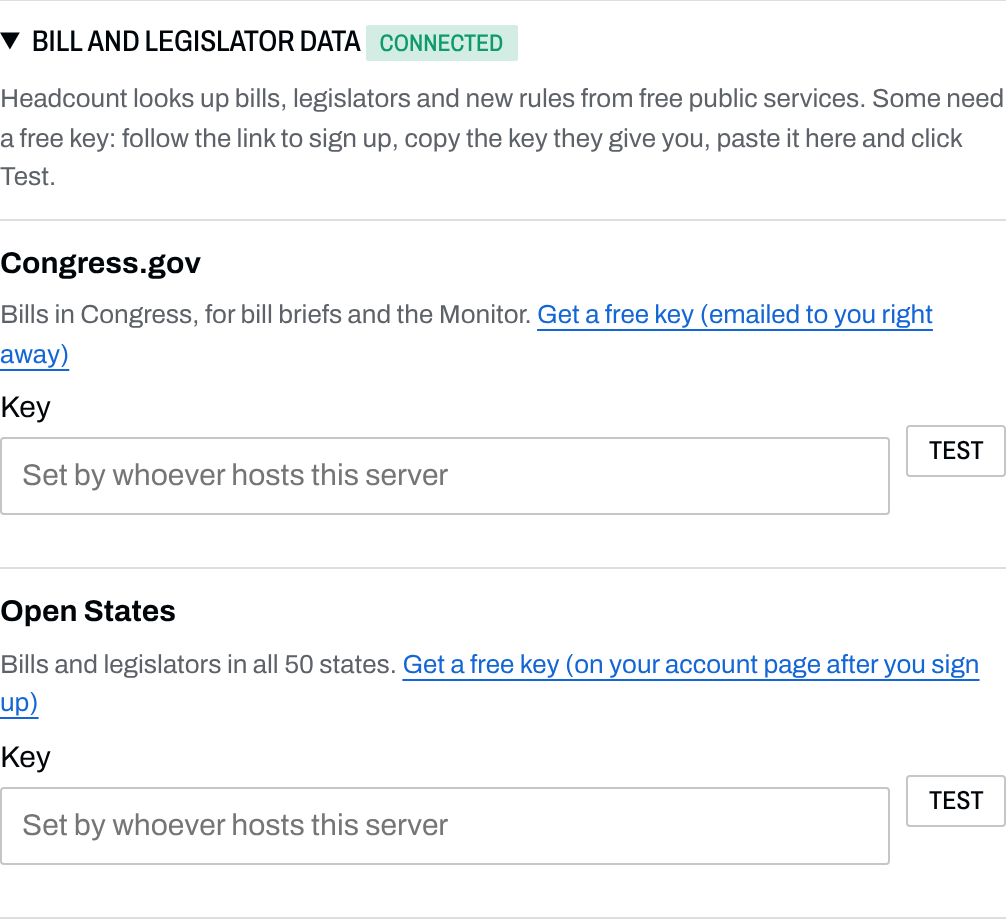 BILL AND LEGISLATOR DATA CONNECTED
Headcount looks up bills, legislators and new rules from free public services. Some need
a free key: follow the link to sign up, copy the key they give you, paste it here and click
Test.
Congress.gov
Bills in Congress, for bill briefs and the Monitor. Get a free key (emailed to you right
away)
Key
Set by whoever hosts this server
TEST
Open States
Bills and legislators in all 50 states. Get a free key (on your account page after you sign
up)
Key
Set by whoever hosts this server
TEST